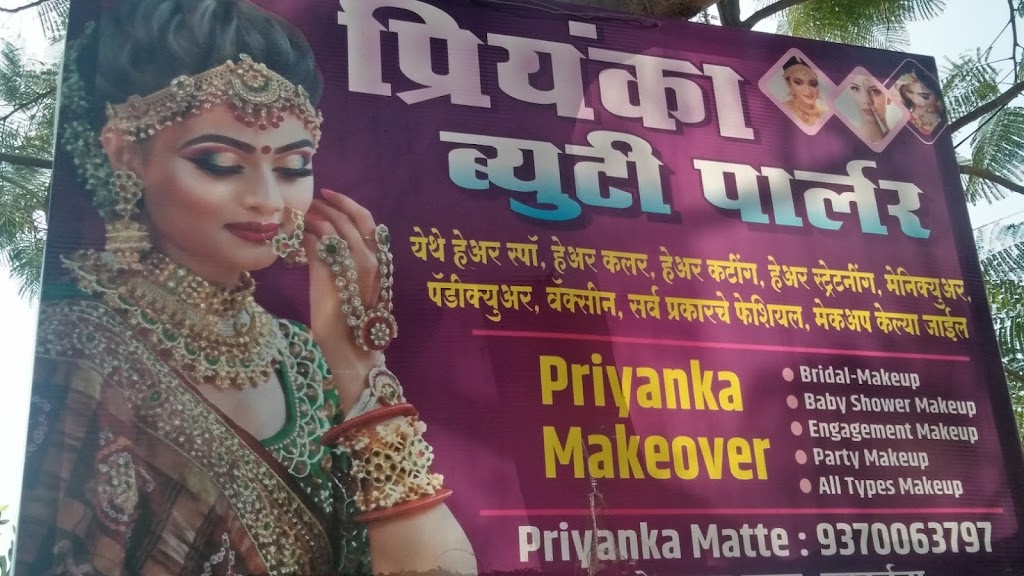 प्रियंका
ब्युटी पार्लर
येथे हेअर स्पॉ, हेअर कलर, हेअर कटींग, हेअर स्ट्रेटनींग, मेनिक्युअर,
पॅडीक्युअर, वॅक्सीन, सर्व प्रकारचे फेशियल, मेकअप केल्या जाईल
Priyanka
Makeover
Bridal-Makeup
Baby Shower Makeup
Engagement Makeup
Party Makeup
All Types Makeup
Priyanka Matte : 9370063797